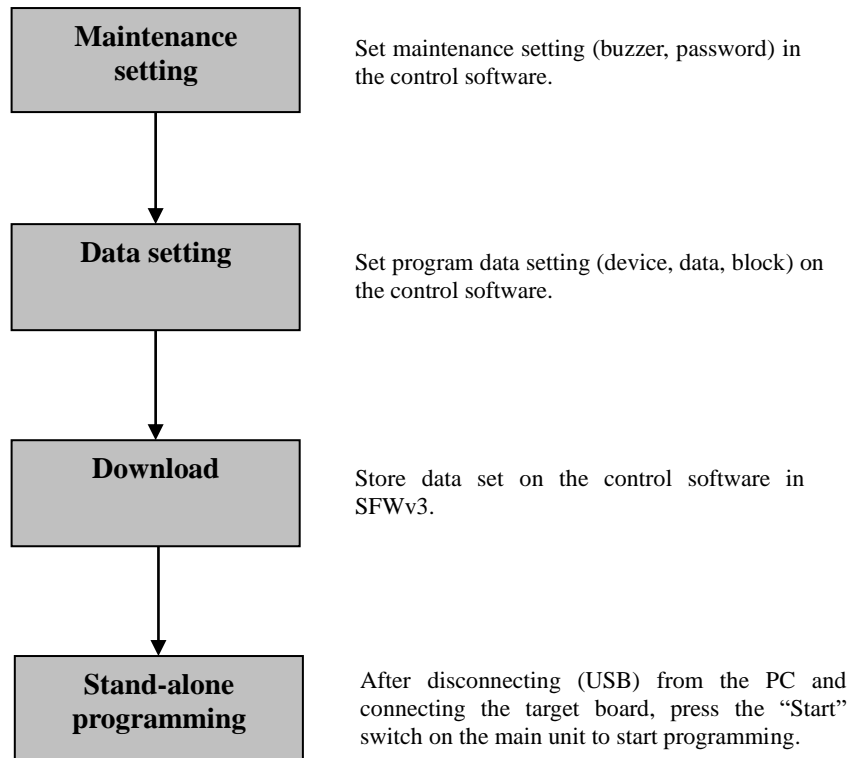 Maintenance
setting
Set maintenance setting (buzzer, password) in
the control software.
Data setting
Set program data setting (device, data, block) on
the control software.
Download
Store data set on the control software in
SFWv3.
Stand-alone
programming
After disconnecting (USB) from the PC and
connecting the target board, press the “Start”
switch on the main unit to start programming.